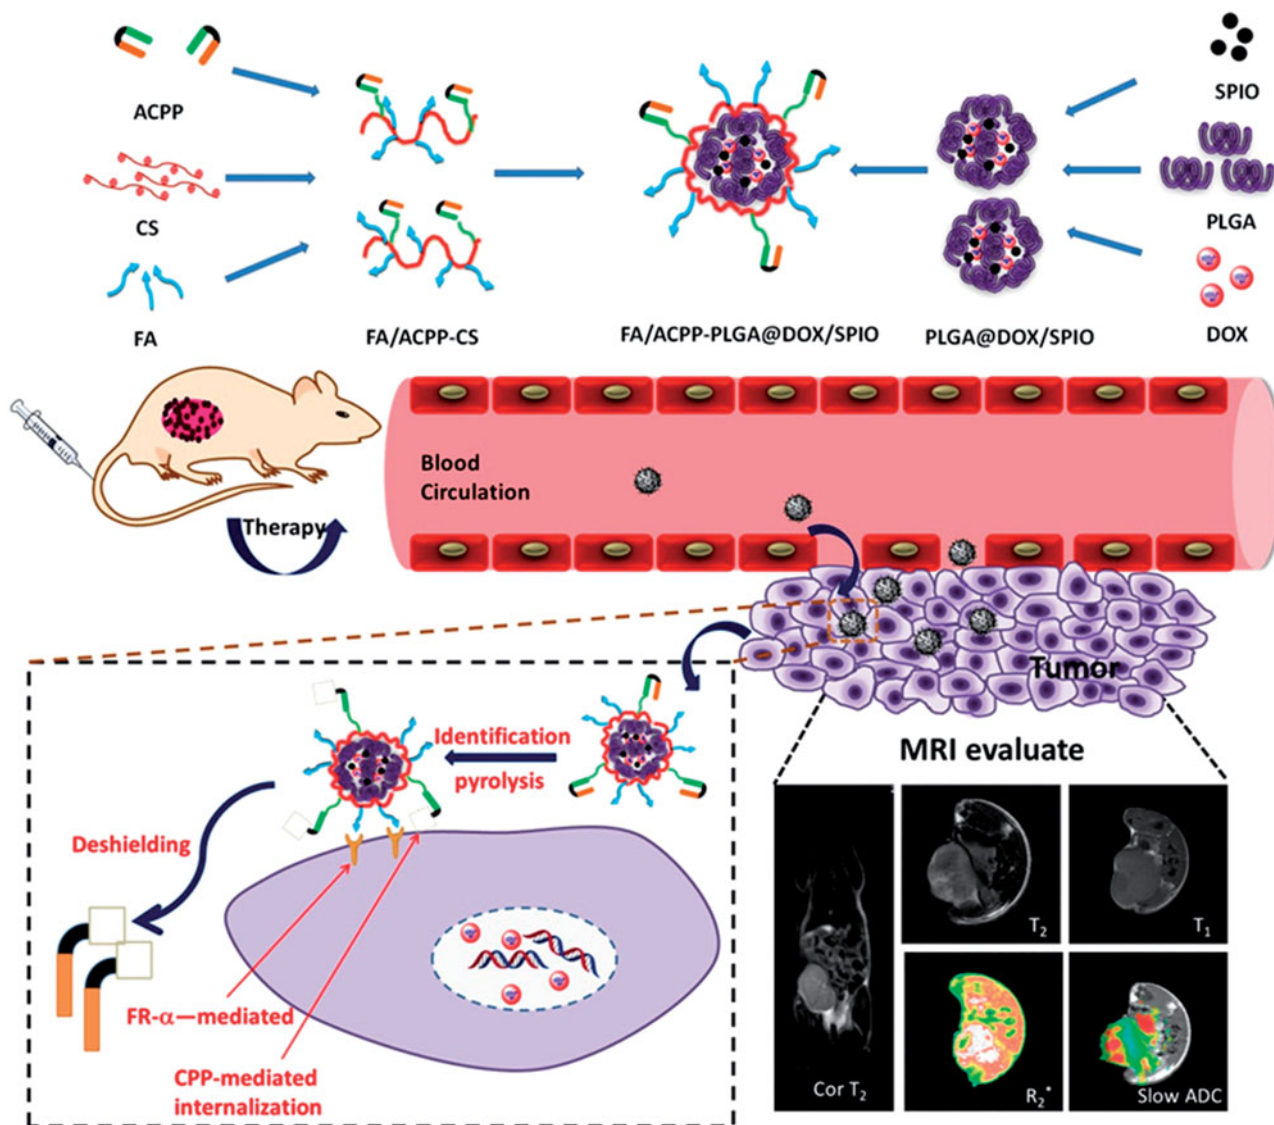 ACPP
CS
FA
FA/ACPP-CS
FA/ACPP-PLGA@DOX/SPIO
PLGA@DOX/SPIO
SPIO
PLGA
DOX
Therapy
Blood
Circulation
Tumor
Identification
pyrolysis
Deshielding
FR-α—mediated
CPP-mediated
internalization
MRI evaluate
Cor T₂
T₂
T₁
R₂*
Slow ADC